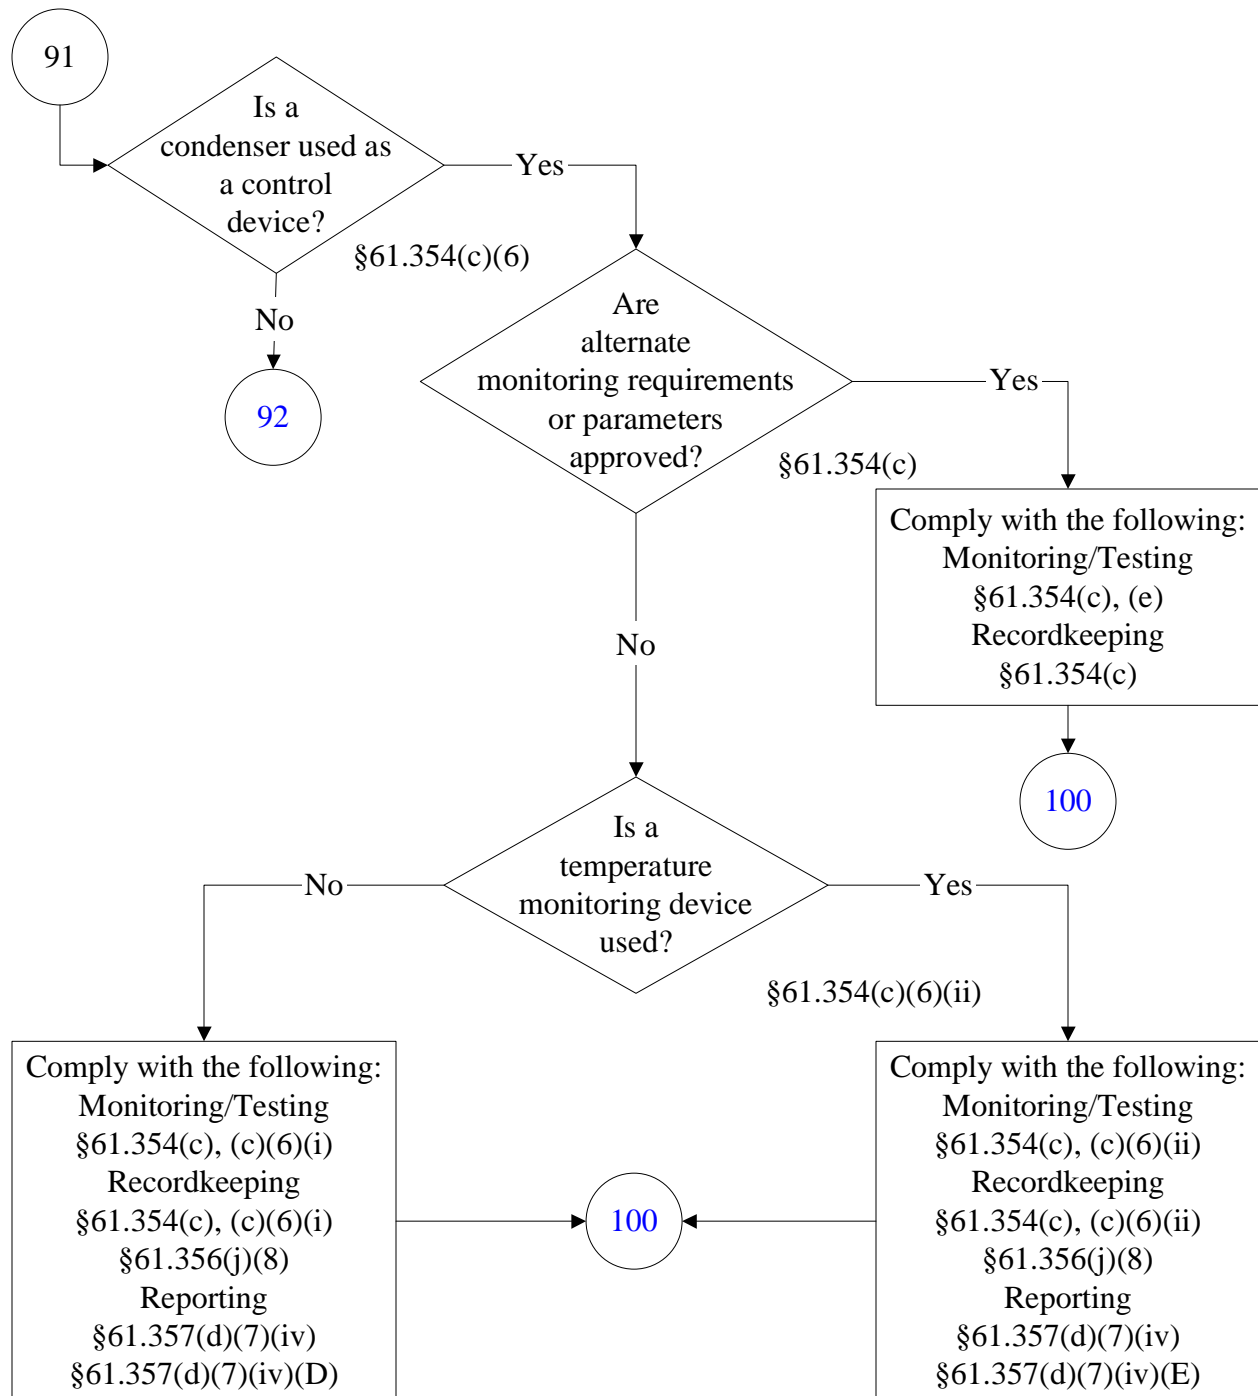 91
Is a
condenser used as
a control
device?
Yes
§61.354(c)(6)
No
92
Are
alternate
monitoring requirements
or parameters
approved?
Yes
§61.354(c)
Comply with the following:
Monitoring/Testing
§61.354(c), (e)
Recordkeeping
§61.354(c)
100
No
Is a
temperature
monitoring device
used?
No
Yes
§61.354(c)(6)(ii)
Comply with the following:
Monitoring/Testing
§61.354(c), (c)(6)(i)
Recordkeeping
§61.354(c), (c)(6)(i)
§61.356(j)(8)
Reporting
§61.357(d)(7)(iv)
§61.357(d)(7)(iv)(D)
100
Comply with the following:
Monitoring/Testing
§61.354(c), (c)(6)(ii)
Recordkeeping
§61.354(c), (c)(6)(ii)
§61.356(j)(8)
Reporting
§61.357(d)(7)(iv)
§61.357(d)(7)(iv)(E)